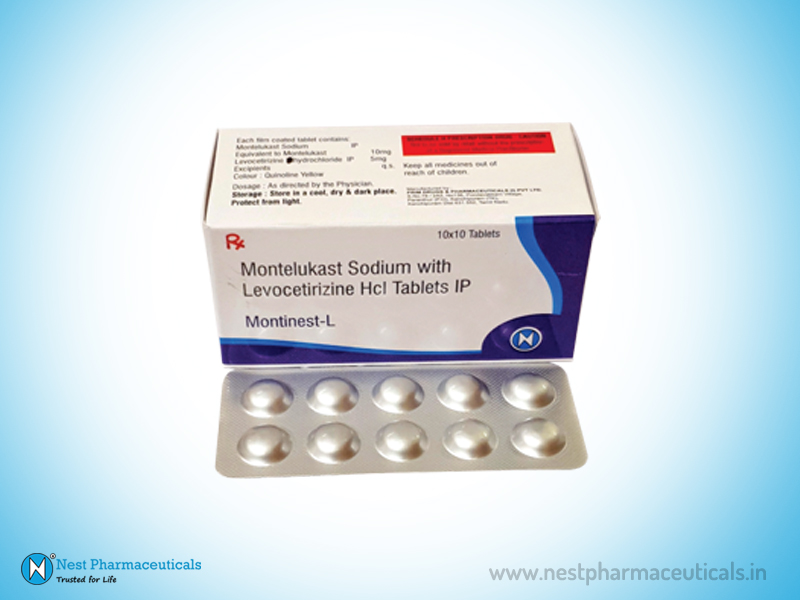 Each film coated tablet contains:
Montelukast Sodium IP
Equivalent to Montelukast 10mg
Levocetirizine hydrochloride IP 5mg
Excipients q.s.
Colour : Quinoline Yellow
Dosage : As directed by the Physician.
Storage : Store in a cool, dry & dark place.
Protect from light.
Keep all medicines out of
reach of children.
Manufactured by
Rx
10x10 Tablets
Montelukast Sodium with
Levocetirizine Hcl Tablets IP
Montinest-L
N
N Nest Pharmaceuticals
Trusted for Life
www.nestpharmaceuticals.in